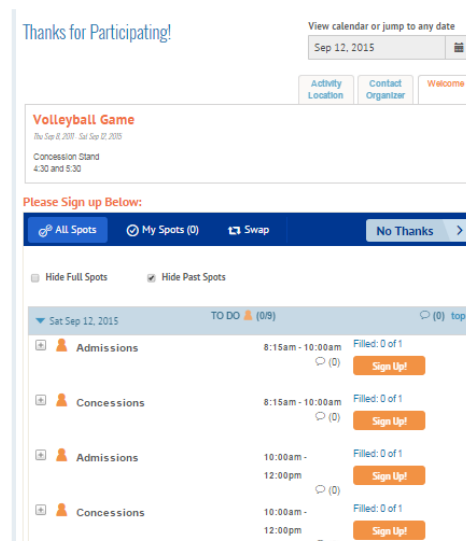 Thanks for Participating!
View calendar or jump to any date
Sep 12, 2015
Activity Location
Contact Organizer
Welcome
Volleyball Game
Thu Sep 8, 2011 - Sat Sep 12, 2015
Concession Stand
4:30 and 5:30
Please Sign up Below:
All Spots
My Spots (0)
Swap
No Thanks
Hide Full Spots
Hide Past Spots
Sat Sep 12, 2015
TO DO (0/9)
(0) top
Admissions
8:15am - 10:00am
(0)
Filled: 0 of 1
Sign Up!
Concessions
8:15am - 10:00am
(0)
Filled: 0 of 1
Sign Up!
Admissions
10:00am -
12:00pm
(0)
Filled: 0 of 1
Sign Up!
Concessions
10:00am -
12:00pm
Filled: 0 of 1
Sign Up!